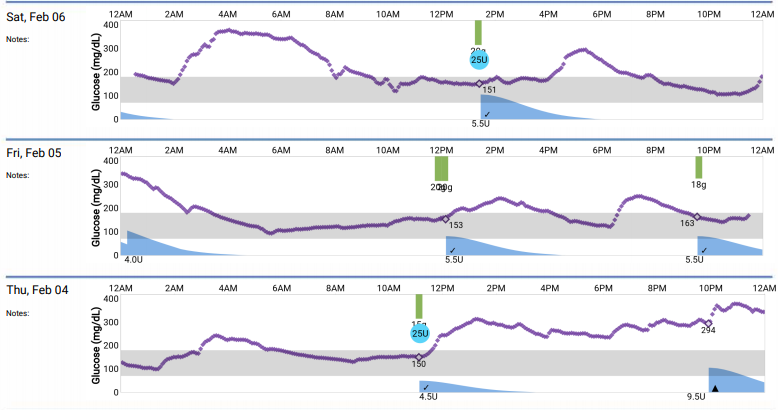 Sat, Feb 06
Notes:
12AM 2AM 4AM 6AM 8AM 10AM 12PM 2PM 4PM 6PM 8PM 10PM 12AM
Glucose (mg/dL)
400
300
200
100
0
25U
151
5.5U
Fri, Feb 05
Notes:
12AM 2AM 4AM 6AM 8AM 10AM 12PM 2PM 4PM 6PM 8PM 10PM 12AM
Glucose (mg/dL)
400
300
200
100
0
18g
153
163
4.0U
5.5U
5.5U
Thu, Feb 04
Notes:
12AM 2AM 4AM 6AM 8AM 10AM 12PM 2PM 4PM 6PM 8PM 10PM 12AM
Glucose (mg/dL)
400
300
200
100
0
15g
25U
150
294
4.5U
9.5U